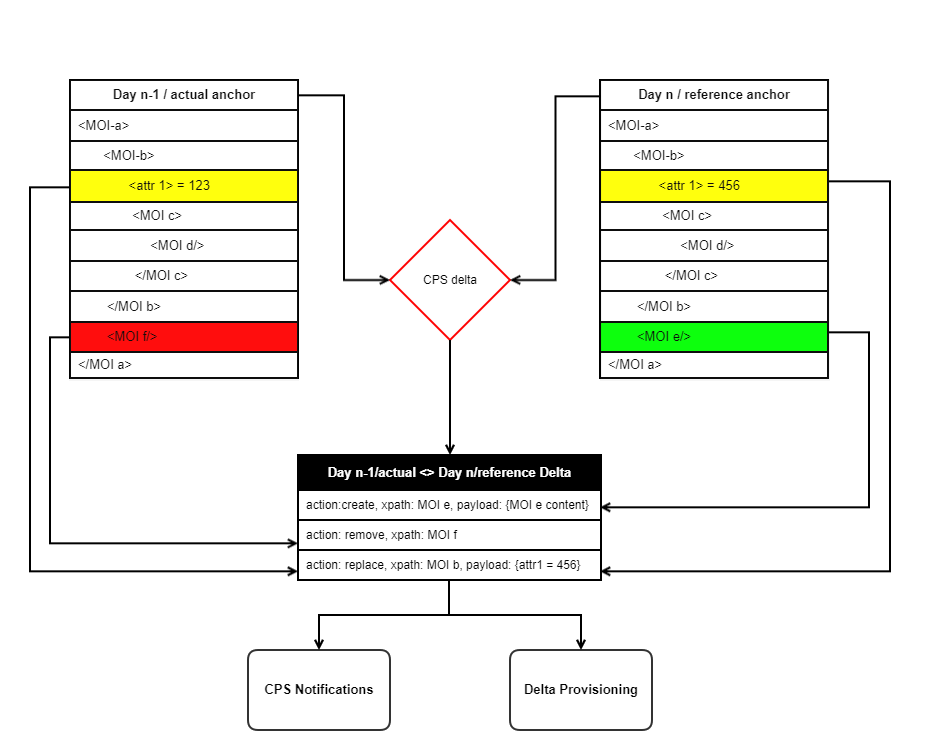 Day n-1 / actual anchor
<MOI-a>
<MOI-b>
<attr 1> = 123
<MOI c>
<MOI d/>
</MOI c>
</MOI b>
<MOI f/>
</MOI a>
Day n / reference anchor
<MOI-a>
<MOI-b>
<attr 1> = 456
<MOI c>
<MOI d/>
</MOI c>
</MOI b>
<MOI e/>
</MOI a>
CPS delta
Day n-1/actual <> Day n/reference Delta
action:create, xpath: MOI e, payload: {MOI e content}
action: remove, xpath: MOI f
action: replace, xpath: MOI b, payload: {attr1 = 456}
CPS Notifications
Delta Provisioning